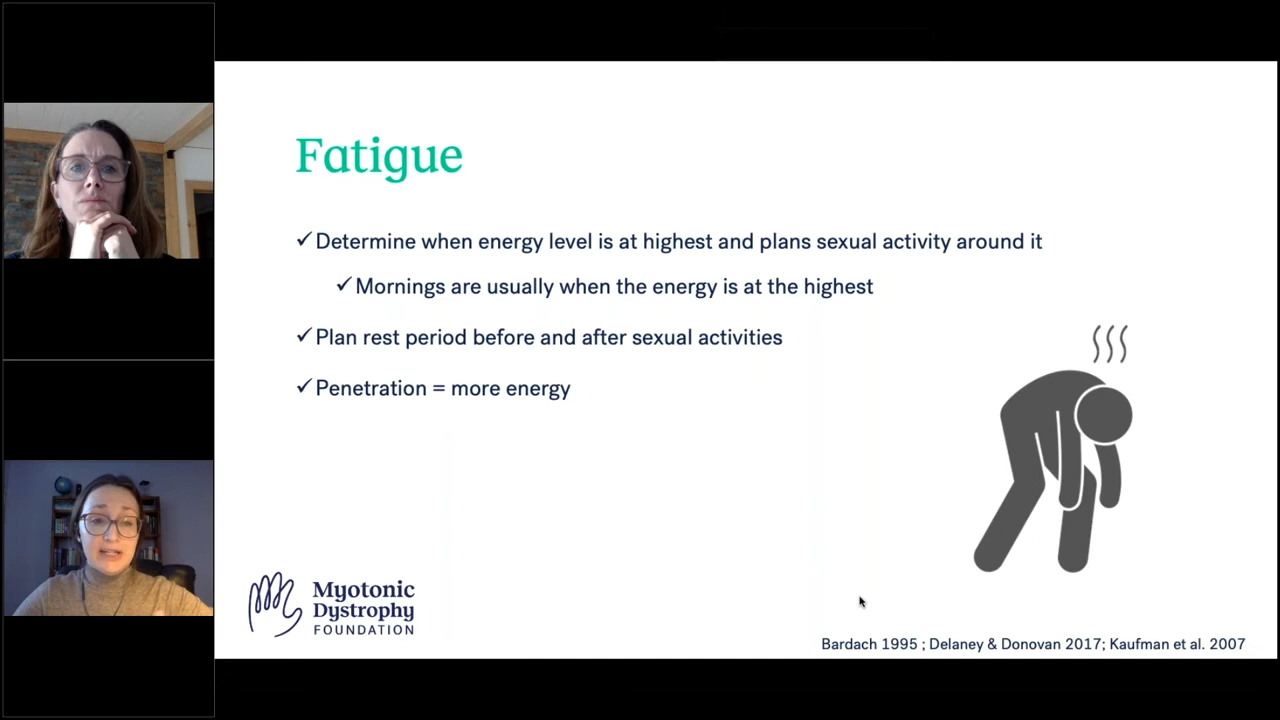 Fatigue
✓Determine when energy level is at highest and plans sexual activity around it
✓Mornings are usually when the energy is at the highest
✓Plan rest period before and after sexual activities
✓Penetration = more energy
Myotonic
Dystrophy
FOUNDATION
Bardach 1995 ; Delaney & Donovan 2017; Kaufman et al. 2007